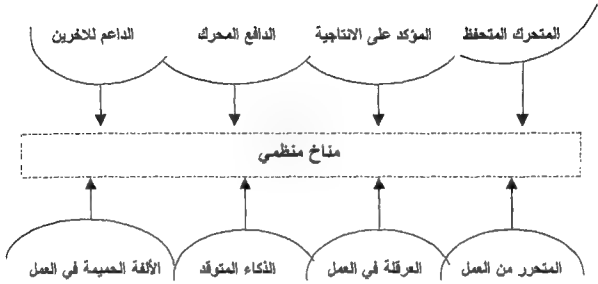 المتحرك المتحفظ
المؤكد على الانتاجية
الدافع المحرك
الداعم للاخرين
مناخ منظمي
المتحرر من العمل
العرقلة في العمل
الذكاء المتوقد
الألفة الحميمة في العمل